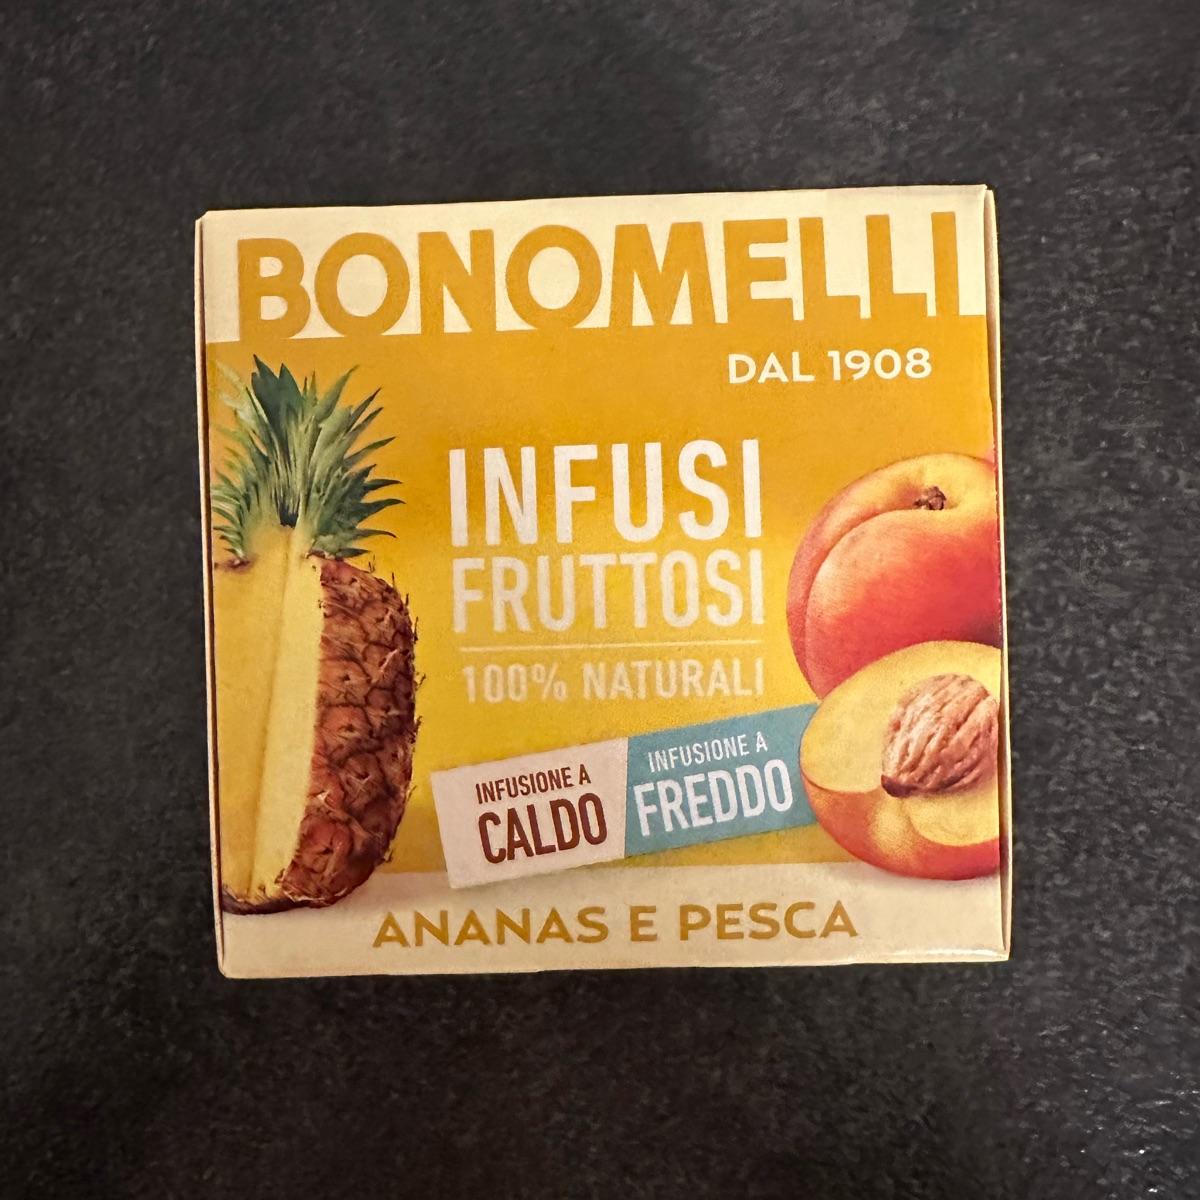 BONOMELLI
DAL 1908
INFUSI
FRUTTOSI
100% NATURALI
INFUSIONE A
CALDO
INFUSIONE A
FREDDO
ANANAS E PESCA